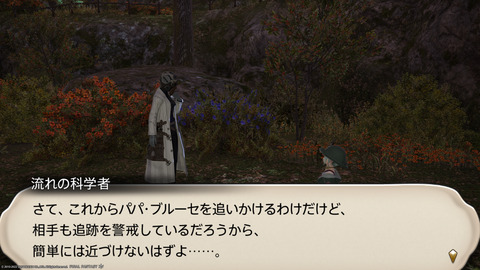 流れの科学者
さて、これからパパ・ブルーセを追いかけるわけだけど、
相手も追跡を警戒しているだろうから、
簡単には近づけないはずよ……。
FINAL FANTASY XIV